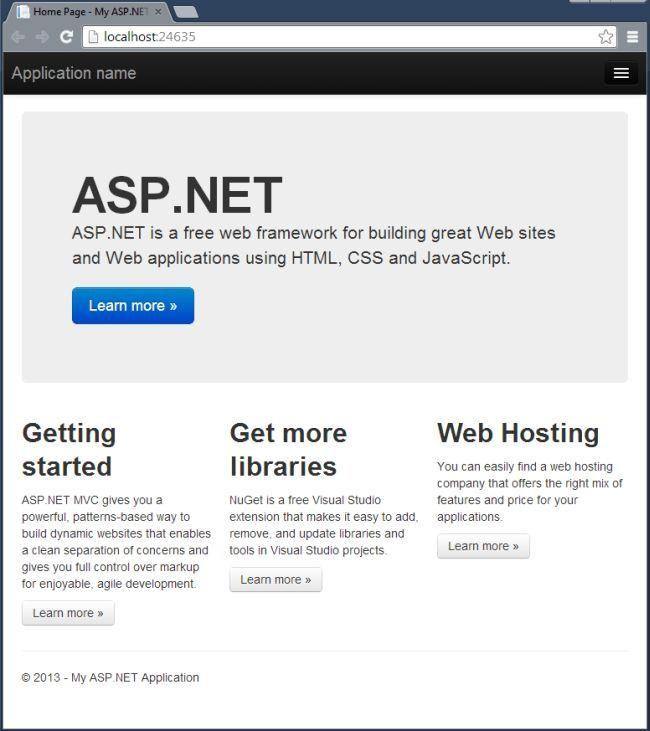 Home Page - My ASP.NET
localhost:24635
Application name
ASP.NET
ASP.NET is a free web framework for building great Web sites
and Web applications using HTML, CSS and JavaScript.
Learn more »
Getting
started
ASP.NET MVC gives you a
powerful, patterns-based way to
build dynamic websites that enables
a clean separation of concerns and
gives you full control over markup
for enjoyable, agile development.
Learn more »
Get more
libraries
NuGet is a free Visual Studio
extension that makes it easy to add,
remove, and update libraries and
tools in Visual Studio projects.
Learn more »
Web Hosting
You can easily find a web hosting
company that offers the right mix of
features and price for your
applications.
Learn more »
© 2013 - My ASP.NET Application